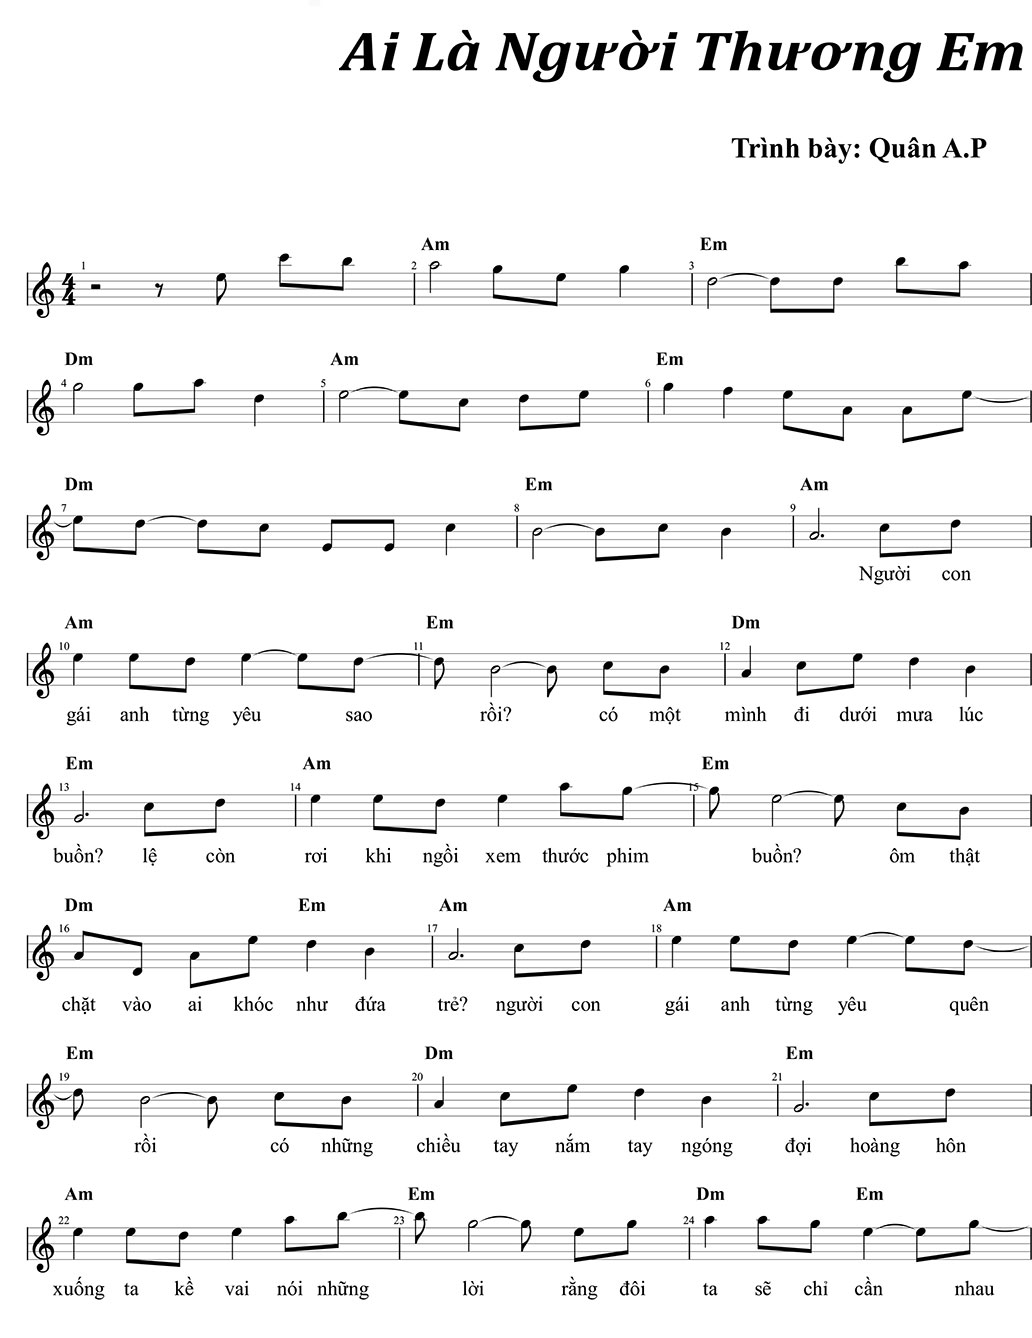 Ai Là Người Thương Em
Trình bày: Quân A.P
Am Em
4 4 1 2 3
Dm Am Em
4 5 6
Dm Em Am
7 8 9
Người con
Am Em Dm
10 11 12
gái anh từng yêu sao rồi? có một mình đi dưới mưa lúc
Em Am Em
13 14 15
buồn? lệ còn rơi khi ngồi xem thước phim buồn? ôm thật
Dm Em Am Am
16 17 18
chặt vào ai khóc như đứa trẻ? người con gái anh từng yêu quên
Em Dm Em
19 20 21
rồi có những chiều tay nắm tay ngóng đợi hoàng hôn
Am Em Dm Em
22 23 24
xuống ta kề vai nói những lời rằng đôi ta sẽ chỉ cần nhau